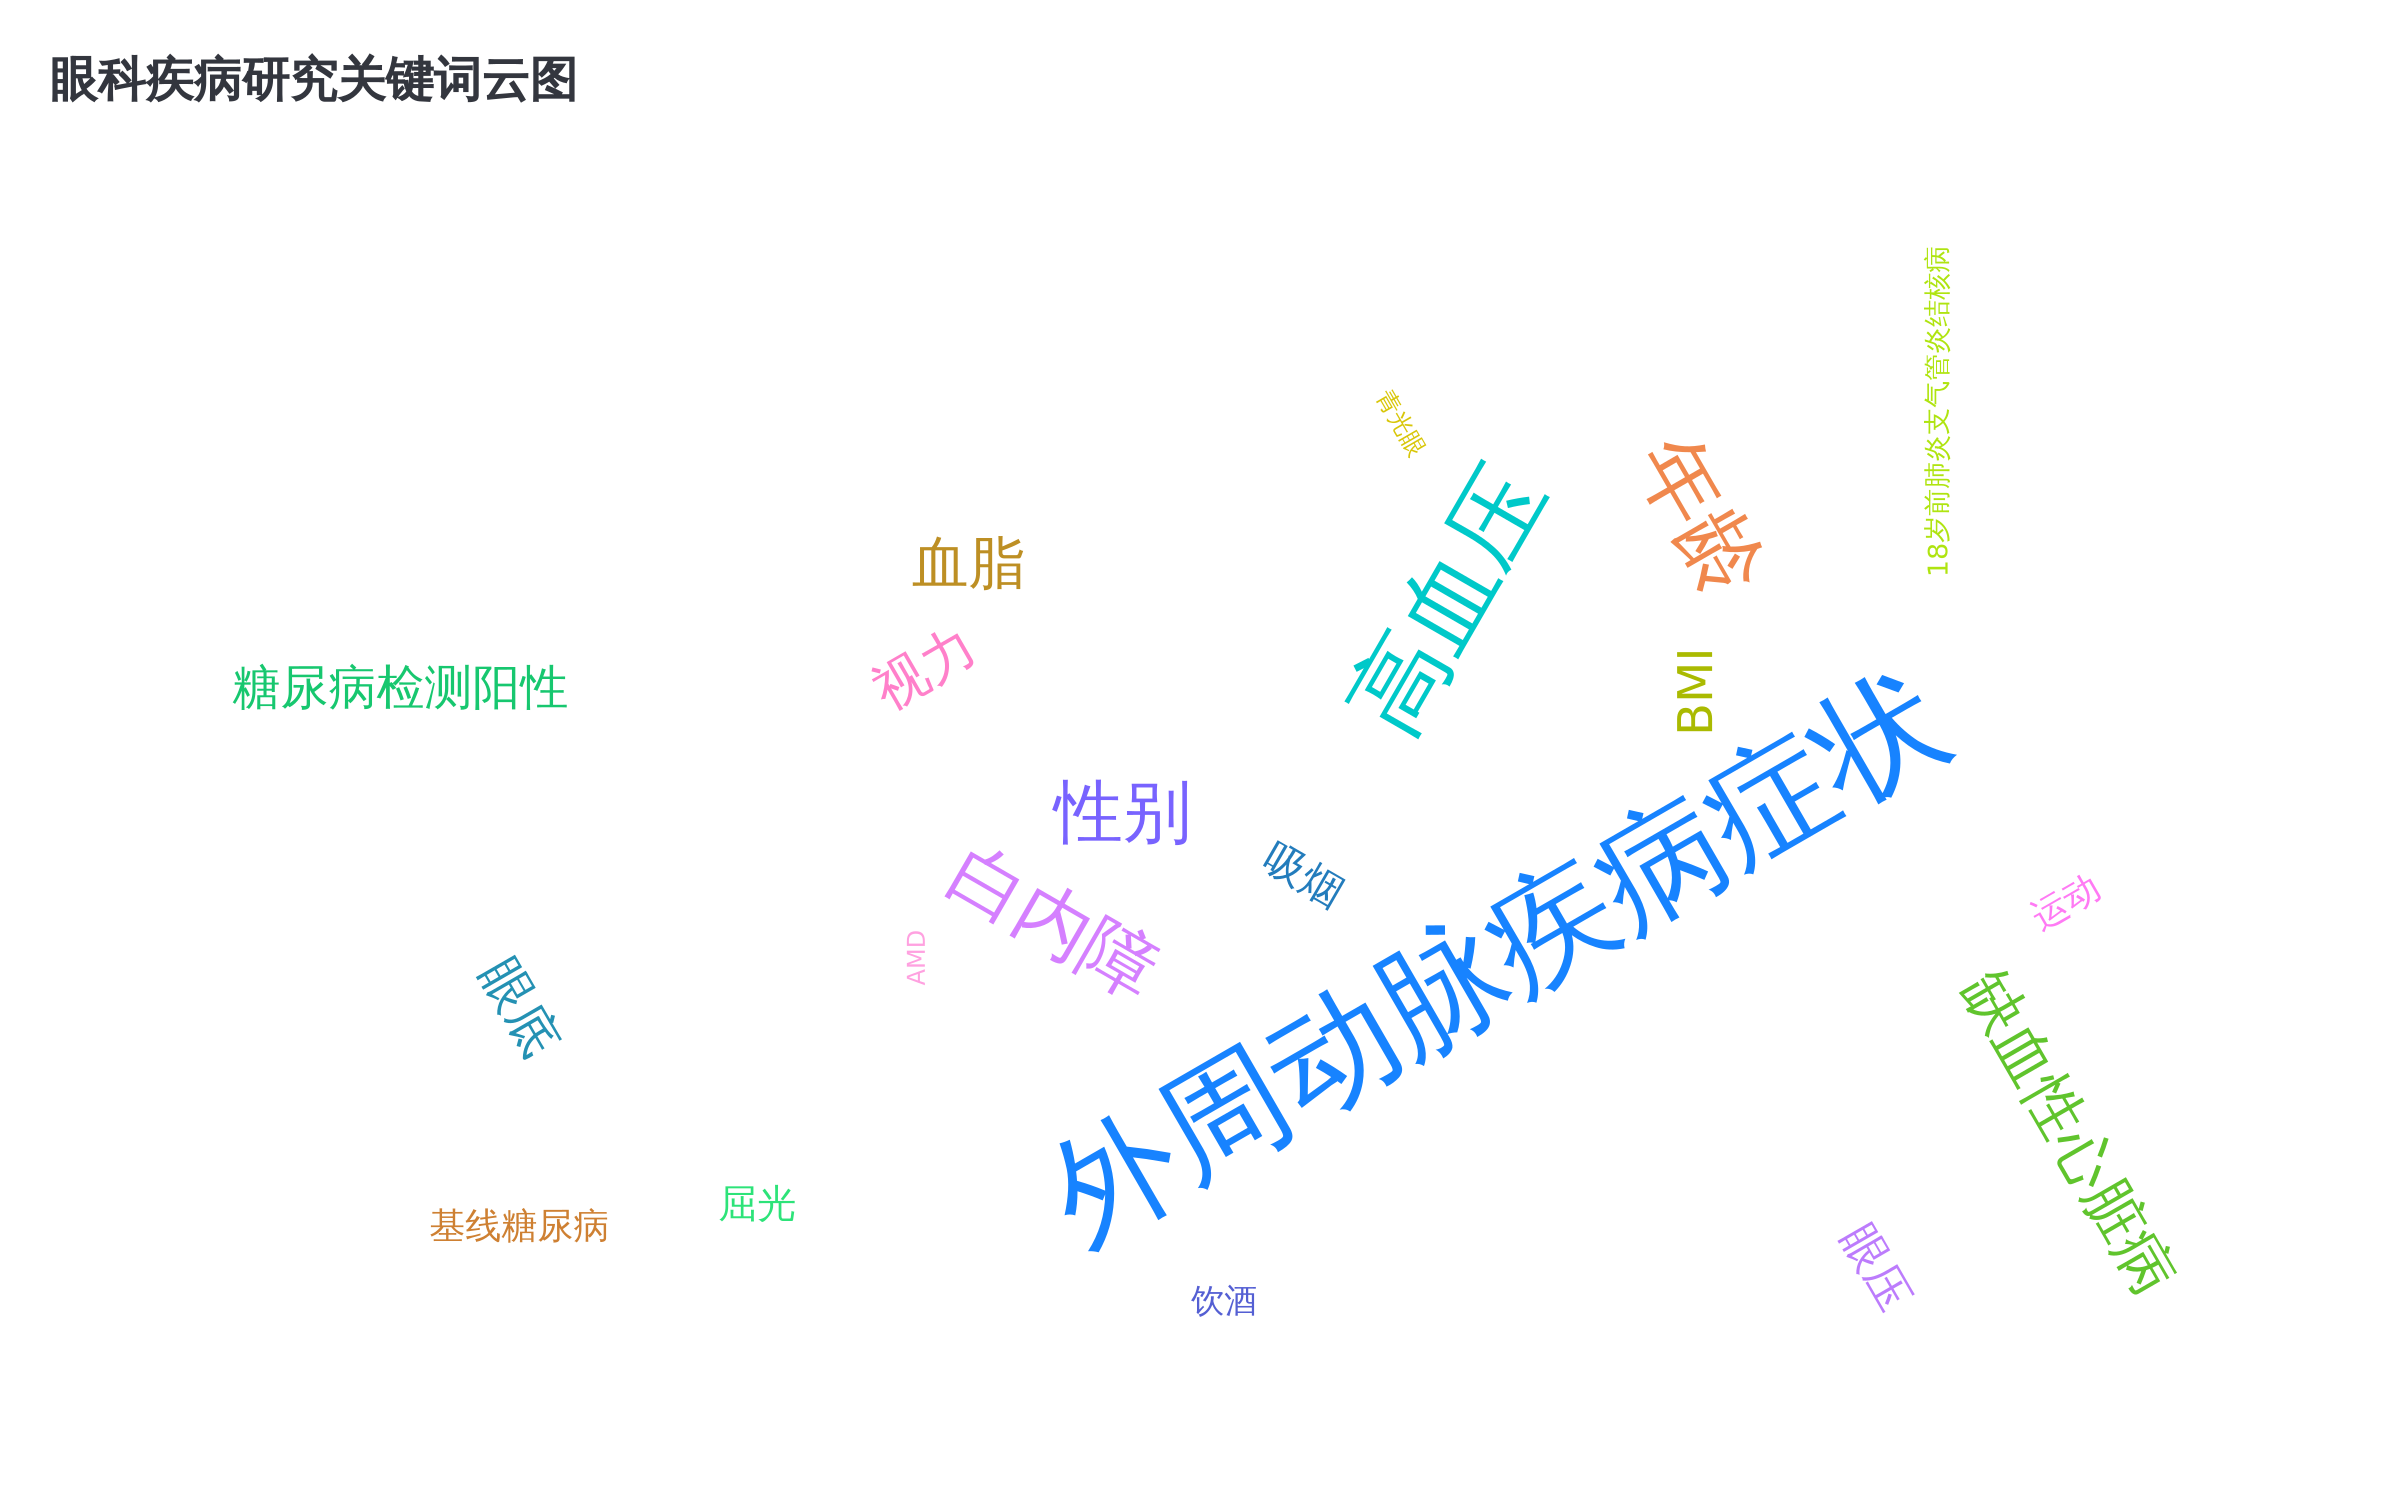 眼科疾病研究关键词云图
18岁前肺炎支气管炎结核病
青光眼
高血压
年龄
血脂
视力
BMI
糖尿病检测阳性
外周动脉疾病症状
性别
吸烟
白内障
运动
AMD
眼底
缺血性心脏病
屈光
基线糖尿病
眼压
饮酒